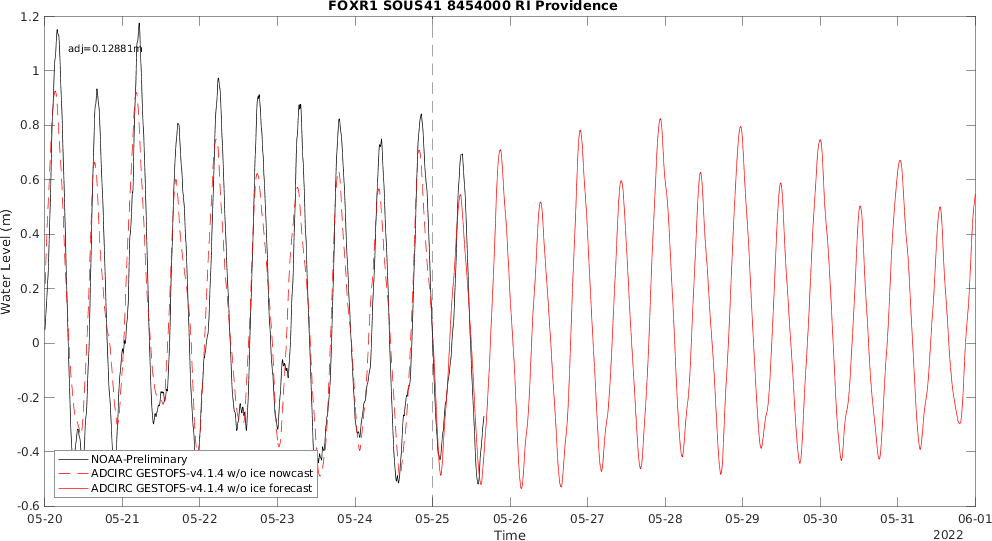 FOXR1 SOUS41 8454000 RI Providence
adj=0.12881m
1.2
1
0.8
0.6
0.4
0.2
0
-0.2
-0.4
-0.6
Water Level (m)
NOAA-Preliminary
ADCIRC GESTOFS-v4.1.4 w/o ice nowcast
ADCIRC GESTOFS-v4.1.4 w/o ice forecast
05-20 05-21 05-22 05-23 05-24 05-25 05-26 05-27 05-28 05-29 05-30 05-31 06-01
Time
2022